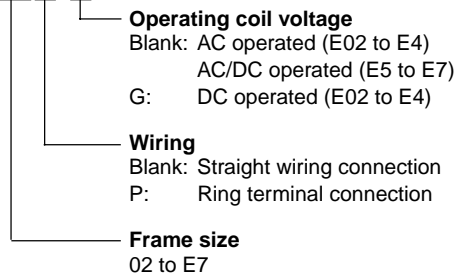 Operating coil voltage
Blank: AC operated (E02 to E4)
AC/DC operated (E5 to E7)
G: DC operated (E02 to E4)
Wiring
Blank: Straight wiring connection
P: Ring terminal connection
Frame size
02 to E7